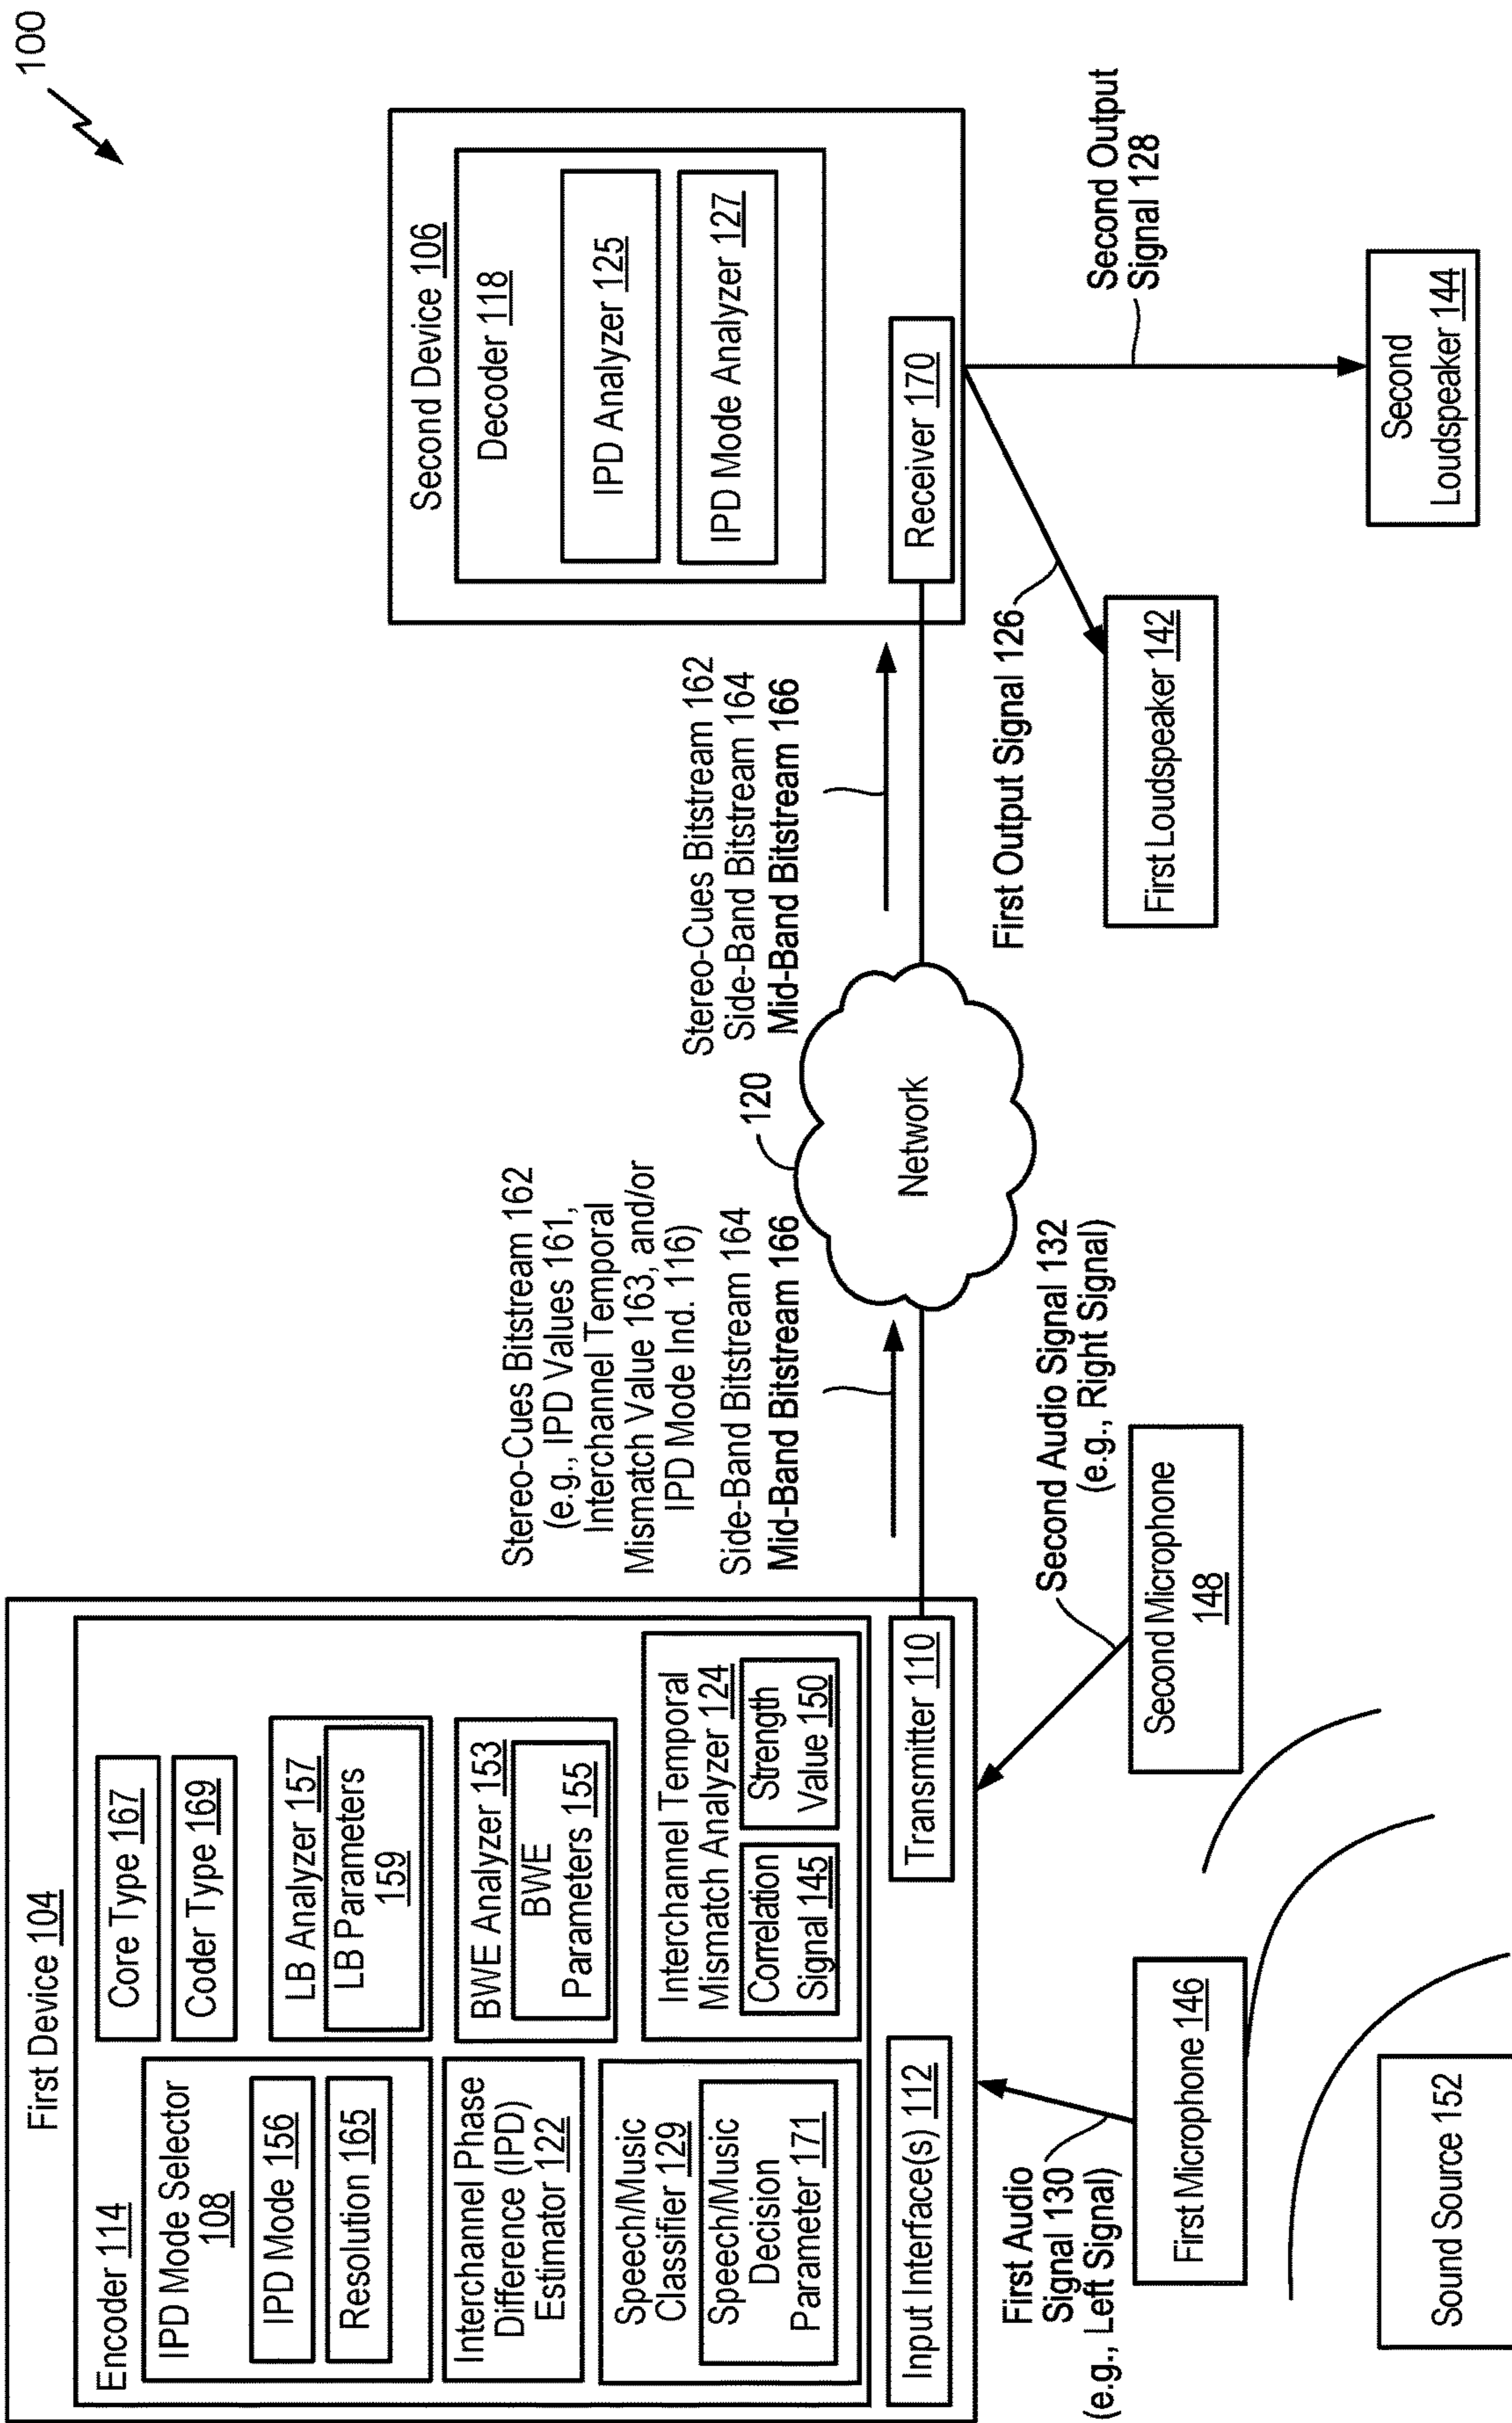 100
First Device 104
Encoder 114
IPD Mode Selector
108
IPD Mode 156
Resolution 165
Interchannel Phase
Difference (IPD)
Estimator 122
Speech/Music
Classifier 129
Speech/Music
Decision
Parameter 171
Core Type 167
Coder Type 169
LB Analyzer 157
LB Parameters
159
BWE Analyzer 153
BWE
Parameters 155
Interchannel Temporal
Mismatch Analyzer 124
Correlation
Signal 145
Strength
Value 150
Input Interface(s) 112
Transmitter 110
First Audio
Signal 130
(e.g., Left Signal)
First Microphone 146
Second Audio Signal 132
(e.g., Right Signal)
Second Microphone
148
Sound Source 152
Stereo-Cues Bitstream 162
(e.g., IPD Values 161,
Interchannel Temporal
Mismatch Value 163, and/or
IPD Mode Ind. 116)
Side-Band Bitstream 164
Mid-Band Bitstream 166
120
Network
Stereo-Cues Bitstream 162
Side-Band Bitstream 164
Mid-Band Bitstream 166
Second Device 106
Decoder 118
IPD Analyzer 125
IPD Mode Analyzer 127
Receiver 170
First Output Signal 126
First Loudspeaker 142
Second Output
Signal 128
Second
Loudspeaker 144